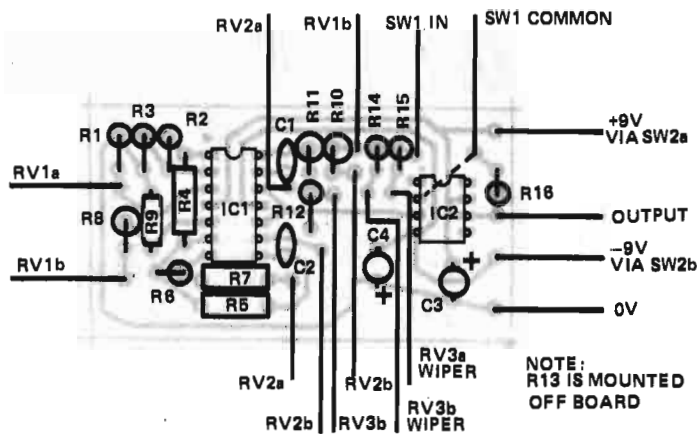 RV2a
RV1b
SW1 IN
SW1 COMMON
R1
R3
R2
C1
R11
R10
R14
R15
+9V
VIA SW2a
RV1a
R8
R9
R4
IC1
R12
IC2
R16
OUTPUT
C4
RV1b
R6
R7
R5
C2
+
+
C3
−9V
VIA SW2b
0V
RV2a
RV2b
RV3b
RV2b
RV3a
WIPER
RV3b
WIPER
NOTE:
R13 IS MOUNTED
OFF BOARD